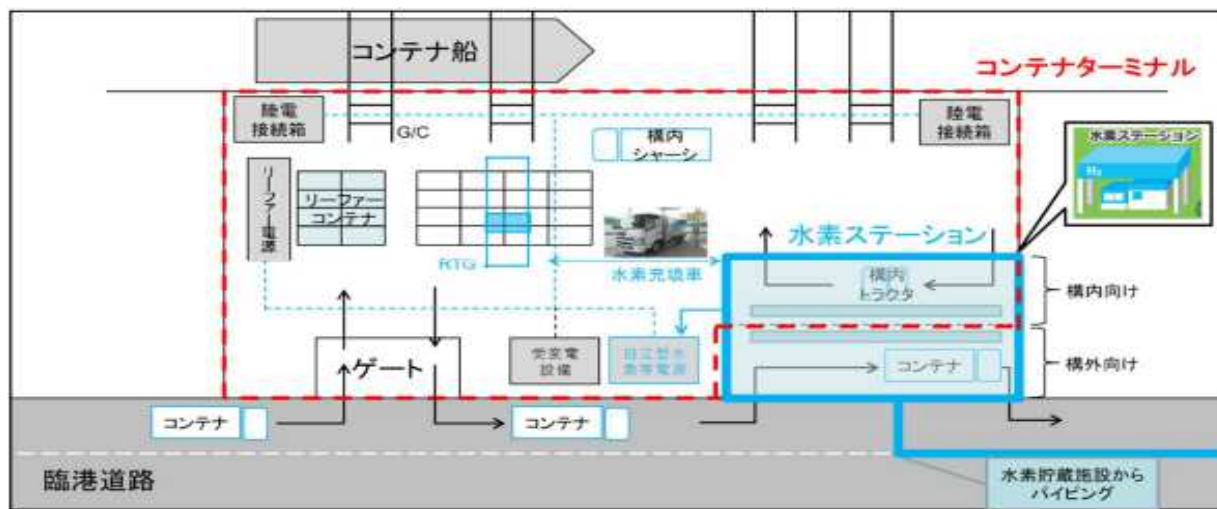 コンテナ船
コンテナターミナル
陸電
接続箱
G/C
構内
シャーシ
陸電
接続箱
水素ステーション
H₂
リーファー電源
リーファー
コンテナ
RTG
水素充填車
水素ステーション
構内
トラクタ
構内向け
ゲート
受変電
設備
自立型水
素等電源
コンテナ
構外向け
コンテナ
コンテナ
臨港道路
水素貯蔵施設から
パイピング